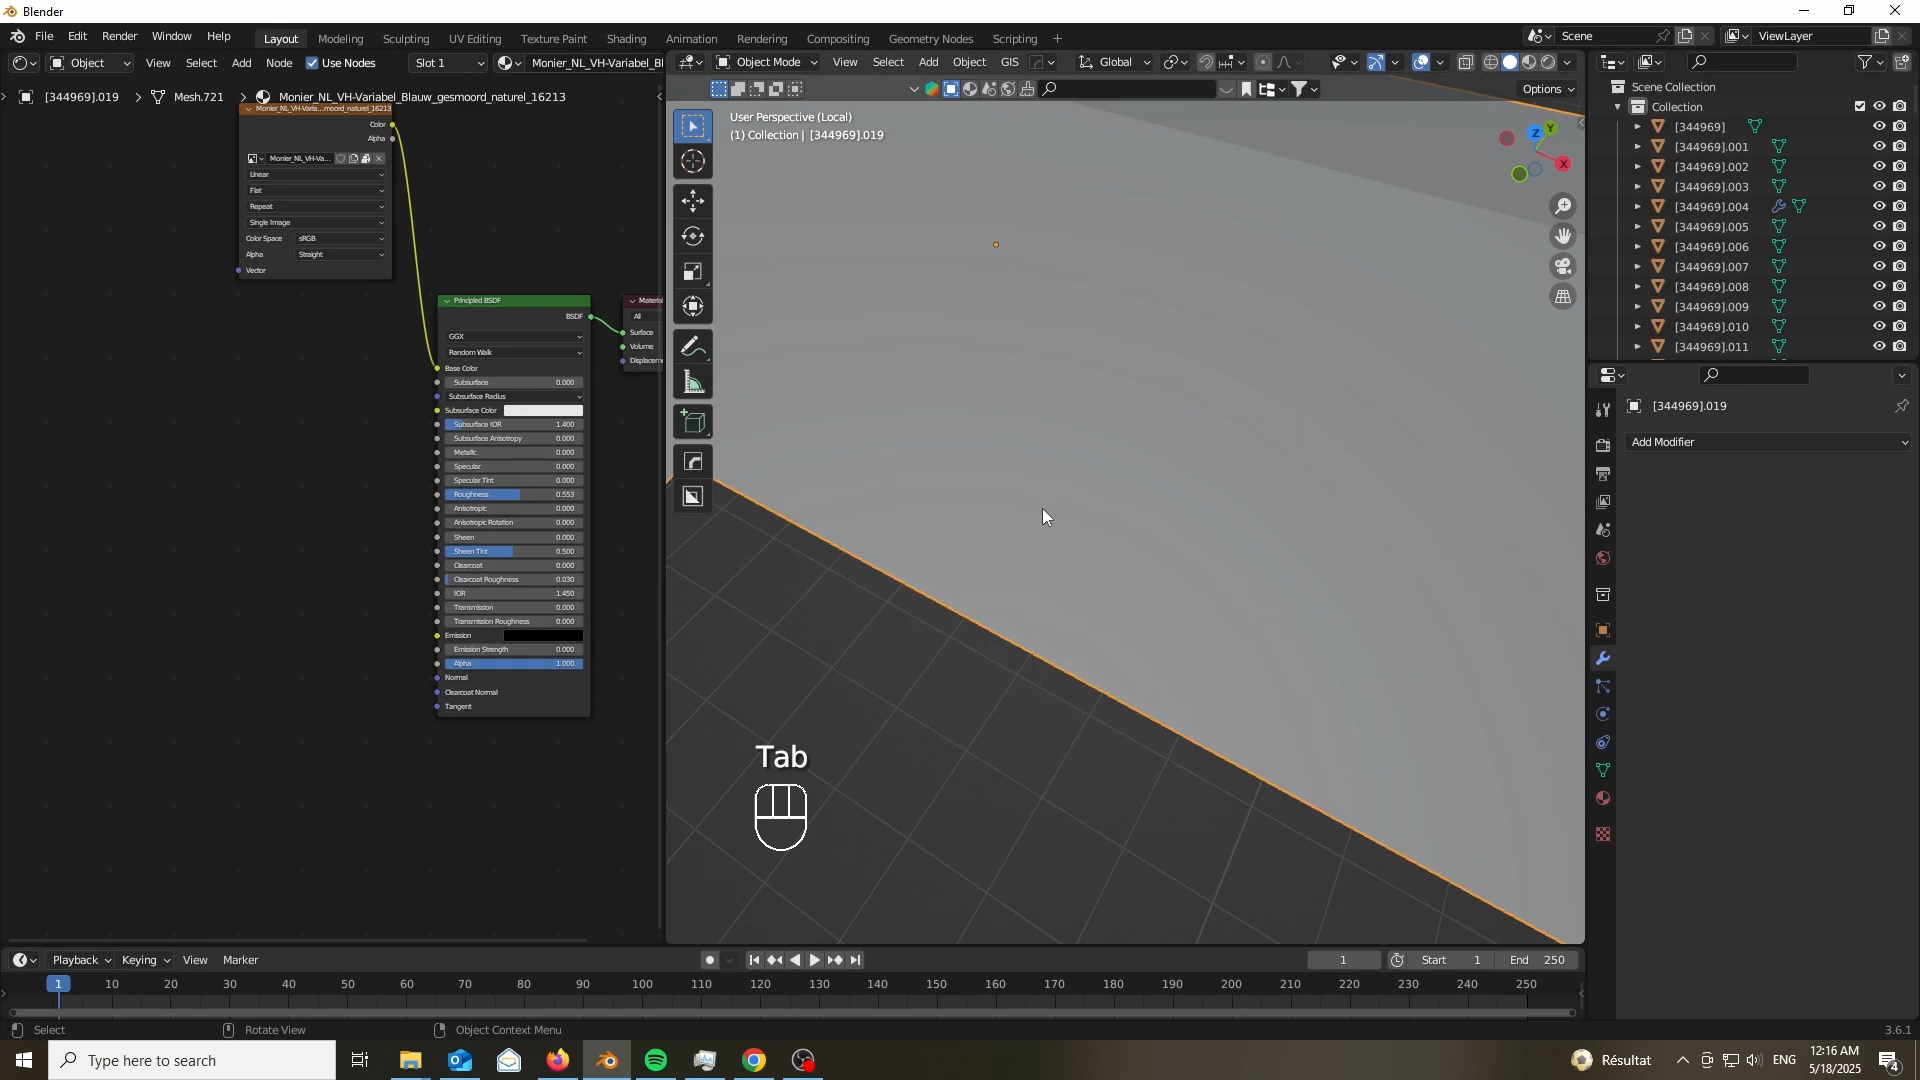 Blender
File Edit Render Window Help
Layout Modeling Sculpting UV Editing Texture Paint Shading Animation Rendering Compositing Geometry Nodes Scripting +
Scene
ViewLayer
Object View Select Add Node Use Nodes Slot 1 Monier_NL_VH-Variabel_Bl
Object Mode View Select Add Object GIS Global
Options
[344969].019 > Mesh.721 > Monier_NL_VH-Variabel_Blauw_gesmoord_naturel_16213
Monier_NL_VH-Varia...moord_naturel_16213
Color
Alpha
Monier_NL_VH-Va...
Linear
Flat
Repeat
Single Image
Color Space sRGB
Alpha Straight
Vector
Principled BSDF
BSDF
GGX
Random Walk
Base Color
Subsurface 0.000
Subsurface Radius
Subsurface Color
Subsurface IOR 1.400
Subsurface Anisotropy 0.000
Metallic 0.000
Specular 0.000
Specular Tint 0.000
Roughness 0.553
Anisotropic 0.000
Anisotropic Rotation 0.000
Sheen 0.000
Sheen Tint 0.500
Clearcoat 0.000
Clearcoat Roughness 0.030
IOR 1.450
Transmission 0.000
Transmission Roughness 0.000
Emission
Emission Strength 0.000
Alpha 1.000
Normal
Clearcoat Normal
Tangent
Material
All
Surface
Volume
Displaceme
User Perspective (Local)
(1) Collection | [344969].019
Z
Y
X
Tab
Scene Collection
Collection
[344969]
[344969].001
[344969].002
[344969].003
[344969].004
[344969].005
[344969].006
[344969].007
[344969].008
[344969].009
[344969].010
[344969].011
[344969].019
Add Modifier
Playback Keying View Marker
1 Start 1 End 250
1 10 20 30 40 50 60 70 80 90 100 110 120 130 140 150 160 170 180 190 200 210 220 230 240 250
Select Rotate View Object Context Menu
3.6.1
Type here to search
Résultat
ENG
12:16 AM
5/18/2025
4